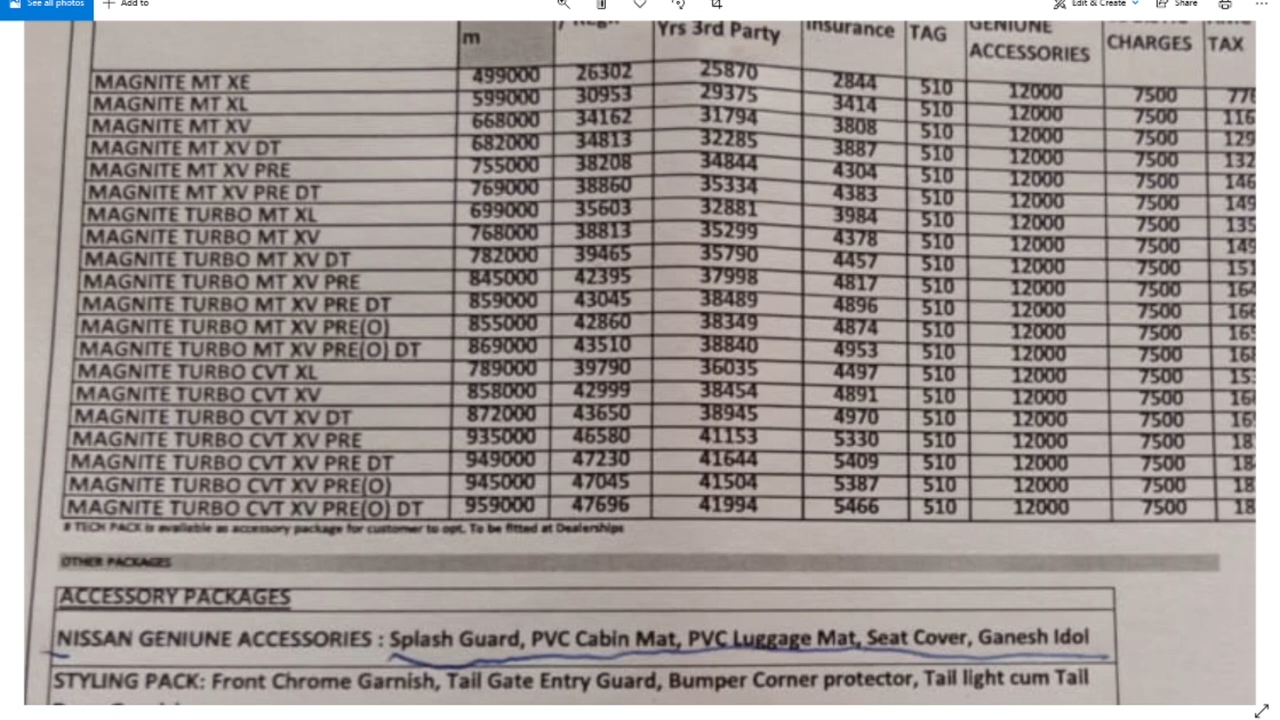 See all photos + Add to Edit & Create Share
m Yrs 3rd Party Insurance TAG GENIUNE ACCESSORIES CHARGES TAX
MAGNITE MT XE 499000 26302 25870 2844 510 12000 7500
MAGNITE MT XL 599000 30953 29375 3414 510 12000 7500
MAGNITE MT XV 668000 34162 31794 3808 510 12000 7500
MAGNITE MT XV DT 682000 34813 32285 3887 510 12000 7500
MAGNITE MT XV PRE 755000 38208 34844 4304 510 12000 7500
MAGNITE MT XV PRE DT 769000 38860 35334 4383 510 12000 7500
MAGNITE TURBO MT XL 699000 35603 32881 3984 510 12000 7500
MAGNITE TURBO MT XV 768000 38813 35299 4378 510 12000 7500
MAGNITE TURBO MT XV DT 782000 39465 35790 4457 510 12000 7500
MAGNITE TURBO MT XV PRE 845000 42395 37998 4817 510 12000 7500
MAGNITE TURBO MT XV PRE DT 859000 43045 38489 4896 510 12000 7500
MAGNITE TURBO MT XV PRE(O) 855000 42860 38349 4874 510 12000 7500
MAGNITE TURBO MT XV PRE(O) DT 869000 43510 38840 4953 510 12000 7500
MAGNITE TURBO CVT XL 789000 39790 36035 4497 510 12000 7500
MAGNITE TURBO CVT XV 858000 42999 38454 4891 510 12000 7500
MAGNITE TURBO CVT XV DT 872000 43650 38945 4970 510 12000 7500
MAGNITE TURBO CVT XV PRE 935000 46580 41153 5330 510 12000 7500
MAGNITE TURBO CVT XV PRE DT 949000 47230 41644 5409 510 12000 7500
MAGNITE TURBO CVT XV PRE(O) 945000 47045 41504 5387 510 12000 7500
MAGNITE TURBO CVT XV PRE(O) DT 959000 47696 41994 5466 510 12000 7500
# TECH PACK is available as accessory package for customer to opt. To be fitted at Dealerships
OTHER PACKAGES
ACCESSORY PACKAGES
NISSAN GENIUNE ACCESSORIES : Splash Guard, PVC Cabin Mat, PVC Luggage Mat, Seat Cover, Ganesh Idol
STYLING PACK: Front Chrome Garnish, Tail Gate Entry Guard, Bumper Corner protector, Tail light cum Tail